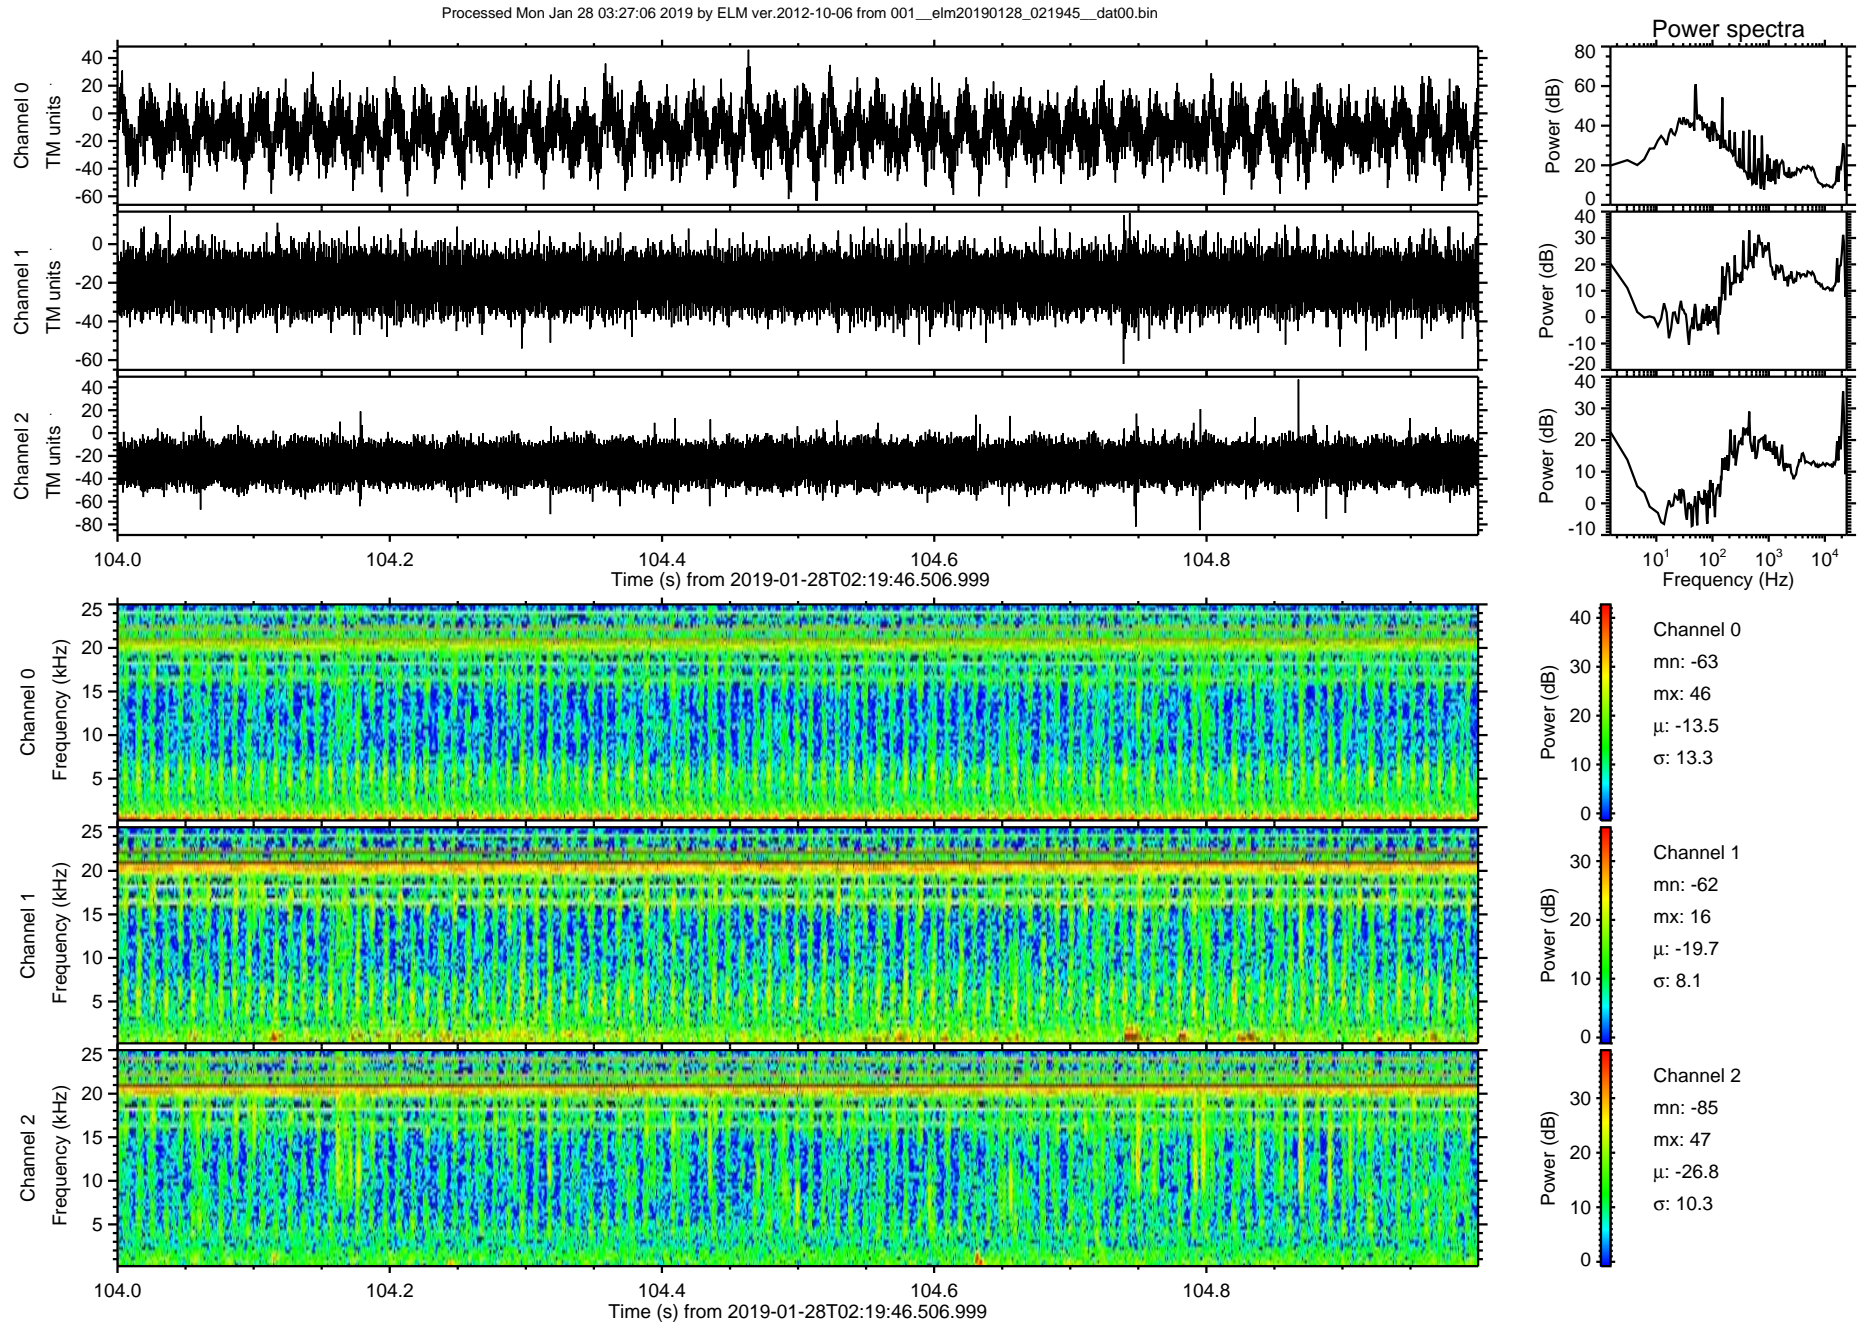 Processed Mon Jan 28 03:27:06 2019 by ELM ver.2012-10-06 from 001__elm20190128_021945__dat00.bin
Power spectra
Channel 0
TM units
40
20
0
-20
-40
-60
Power (dB)
80
60
40
20
0
Channel 1
TM units
0
-20
-40
-60
Power (dB)
40
30
20
10
0
-10
-20
Channel 2
TM units
40
20
0
-20
-40
-60
-80
Power (dB)
40
30
20
10
0
-10
104.0 104.2 104.4 104.6 104.8
Time (s) from 2019-01-28T02:19:46.506.999
10¹ 10² 10³ 10⁴
Frequency (Hz)
Channel 0
Frequency (kHz)
25
20
15
10
5
Power (dB)
40
30
20
10
0
Channel 0
mn: -63
mx: 46
μ: -13.5
σ: 13.3
Channel 1
Frequency (kHz)
25
20
15
10
5
Power (dB)
30
20
10
0
Channel 1
mn: -62
mx: 16
μ: -19.7
σ: 8.1
Channel 2
Frequency (kHz)
25
20
15
10
5
Power (dB)
30
20
10
0
Channel 2
mn: -85
mx: 47
μ: -26.8
σ: 10.3
104.0 104.2 104.4 104.6 104.8
Time (s) from 2019-01-28T02:19:46.506.999